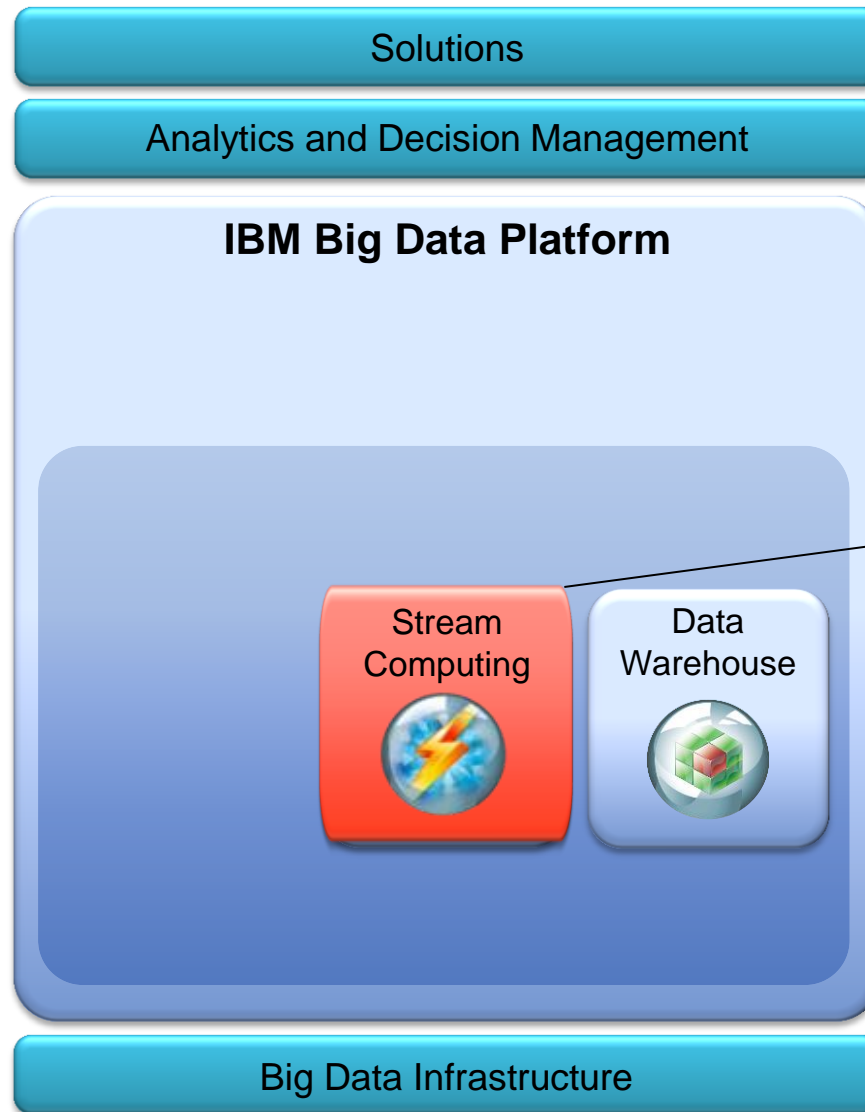 Solutions
Analytics and Decision Management
IBM Big Data Platform
Stream
Computing
Data
Warehouse
Big Data Infrastructure